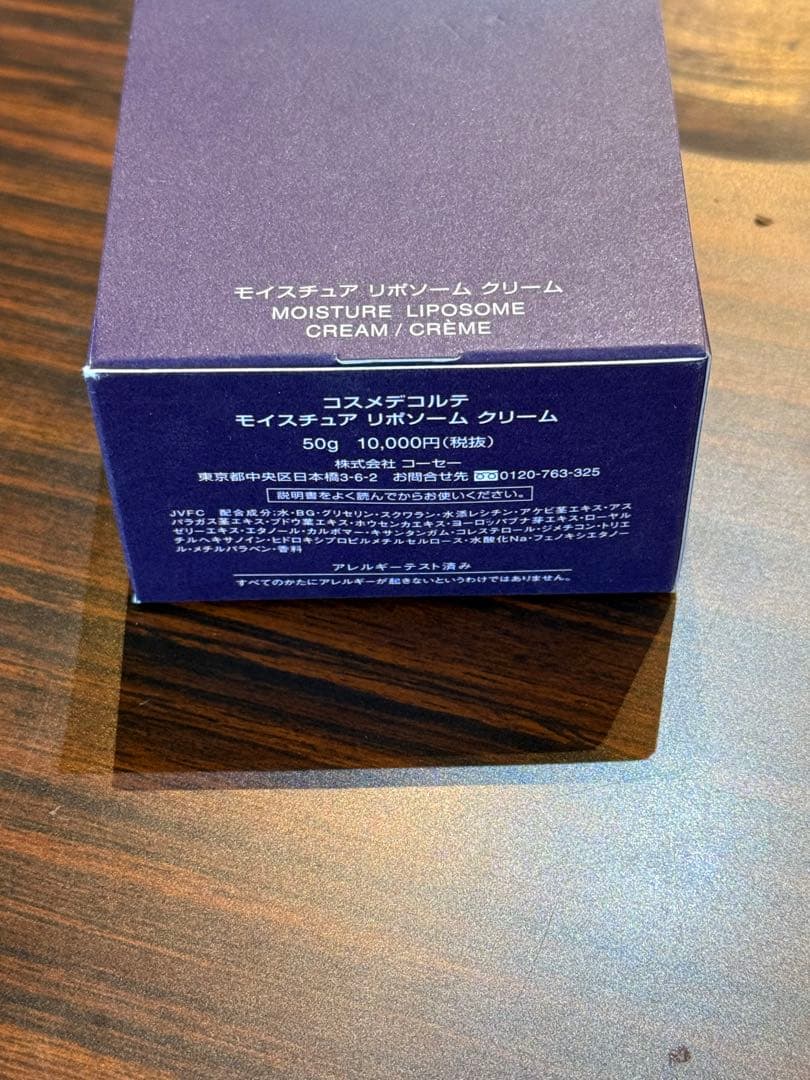 モイスチュア リポソーム クリーム
MOISTURE LIPOSOME
CREAM / CRÈME
コスメデコルテ
モイスチュア リポソーム クリーム
50g 10,000円(税抜)
株式会社 コーセー
東京都中央区日本橋3-6-2 お問合せ先 0120-763-325
説明書をよく読んでからお使いください。
JVFC 配合成分:水・BG・グリセリン・スクワラン・水添レシチン・アケビ茎エキス・アス
パラガス茎エキス・ブドウ葉エキス・ホウセンカエキス・ヨーロッパブナ芽エキス・ローヤル
ゼリーエキス・エタノール・カルボマー・キサンタンガム・コレステロール・ジメチコン・トリエ
チルヘキサノイン・ヒドロキシプロピルメチルセルロース・水酸化Na・フェノキシエタノー
ル・メチルパラベン・香料
アレルギーテスト済み
すべてのかたにアレルギーが起きないというわけではありません。